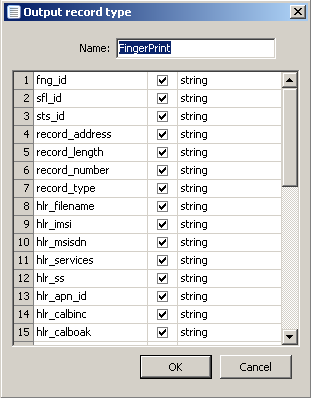 Output record type
Name: FingerPrint
1 fng_id string
2 sfl_id string
3 sts_id string
4 record_address string
5 record_length string
6 record_number string
7 record_type string
8 hlr_filename string
9 hlr_imsi string
10 hlr_msisdn string
11 hlr_services string
12 hlr_ss string
13 hlr_apn_id string
14 hlr_calbinc string
15 hlr_calboak string
OK Cancel